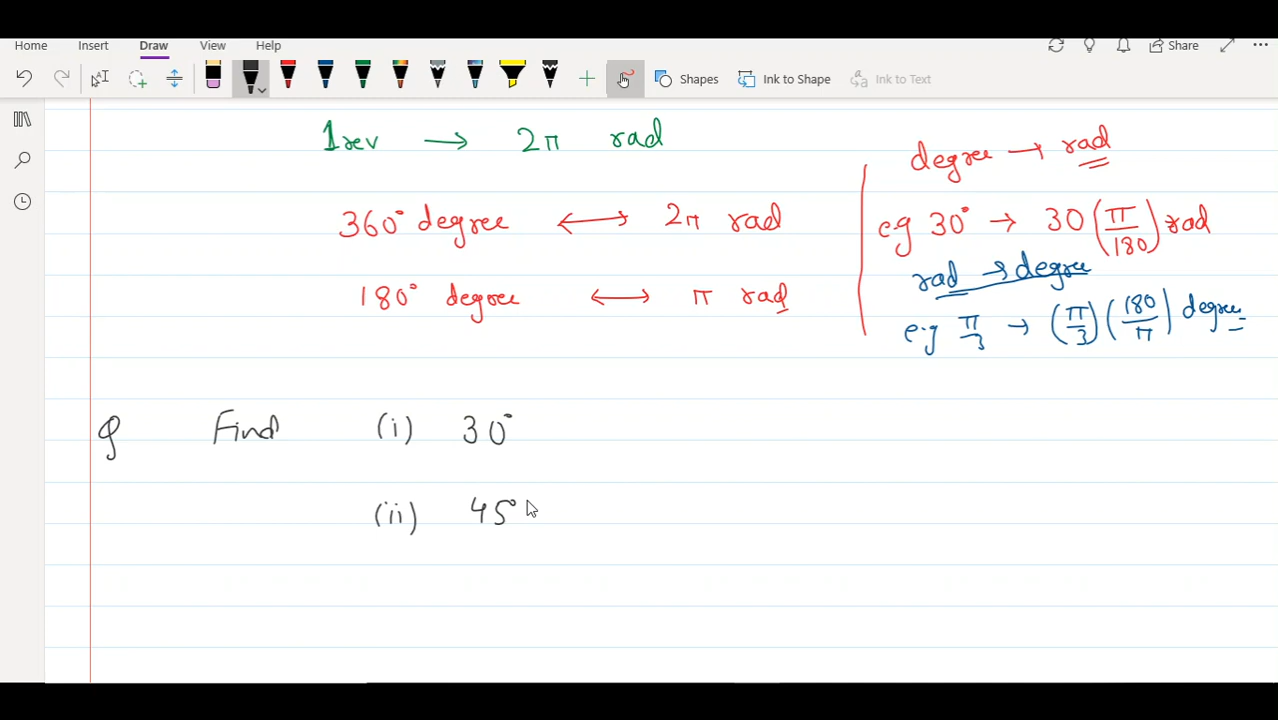 Home Insert Draw View Help Share
Shapes Ink to Shape Ink to Text
1 rev → 2π rad
degree → rad
360° degree ↔ 2π rad
e.g 30° → 30 (π/180) rad
rad → degree
180° degree ↔ π rad
e.g π/3 → (π/3) (180/π) degree
Q Find (i) 30°
(ii) 45°